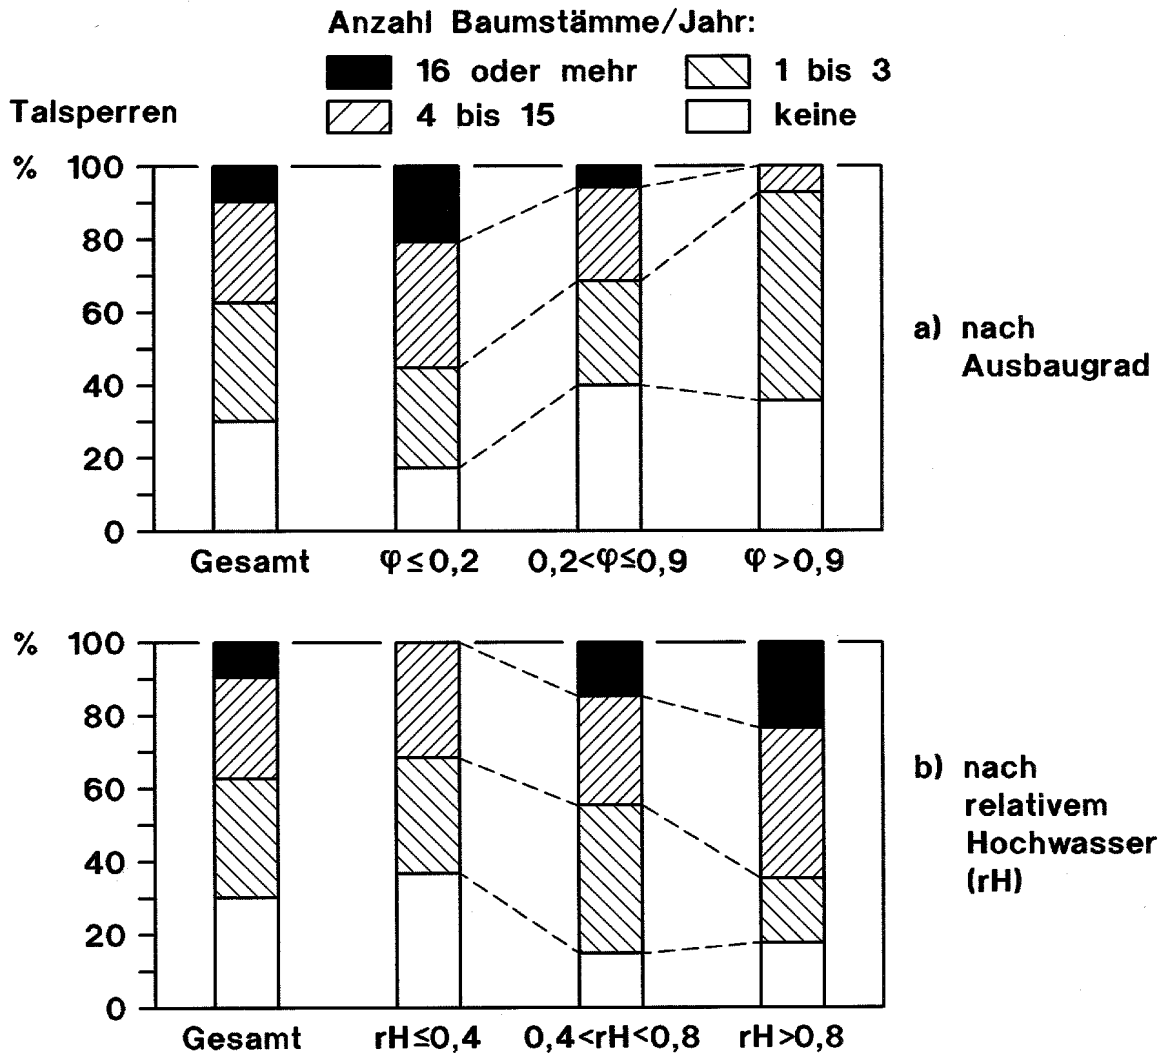 Anzahl Baumstämme/Jahr:
16 oder mehr
1 bis 3
4 bis 15
keine
Talsperren
% 100
80
60
40
20
0
Gesamt φ≤0,2 0,2<φ≤0,9 φ>0,9
a) nach
Ausbaugrad
% 100
80
60
40
20
0
Gesamt rH≤0,4 0,4<rH<0,8 rH>0,8
b) nach
relativem
Hochwasser
(rH)